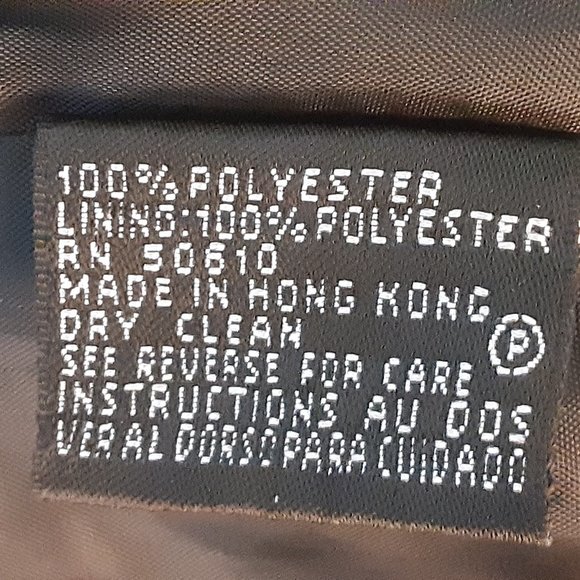 100% POLYESTER
LINING:100% POLYESTER
RN 50610
MADE IN HONG KONG
DRY CLEAN P
SEE REVERSE FOR CARE
INSTRUCTIONS AU DOS
VER AL DORSO PARA CUIDADO